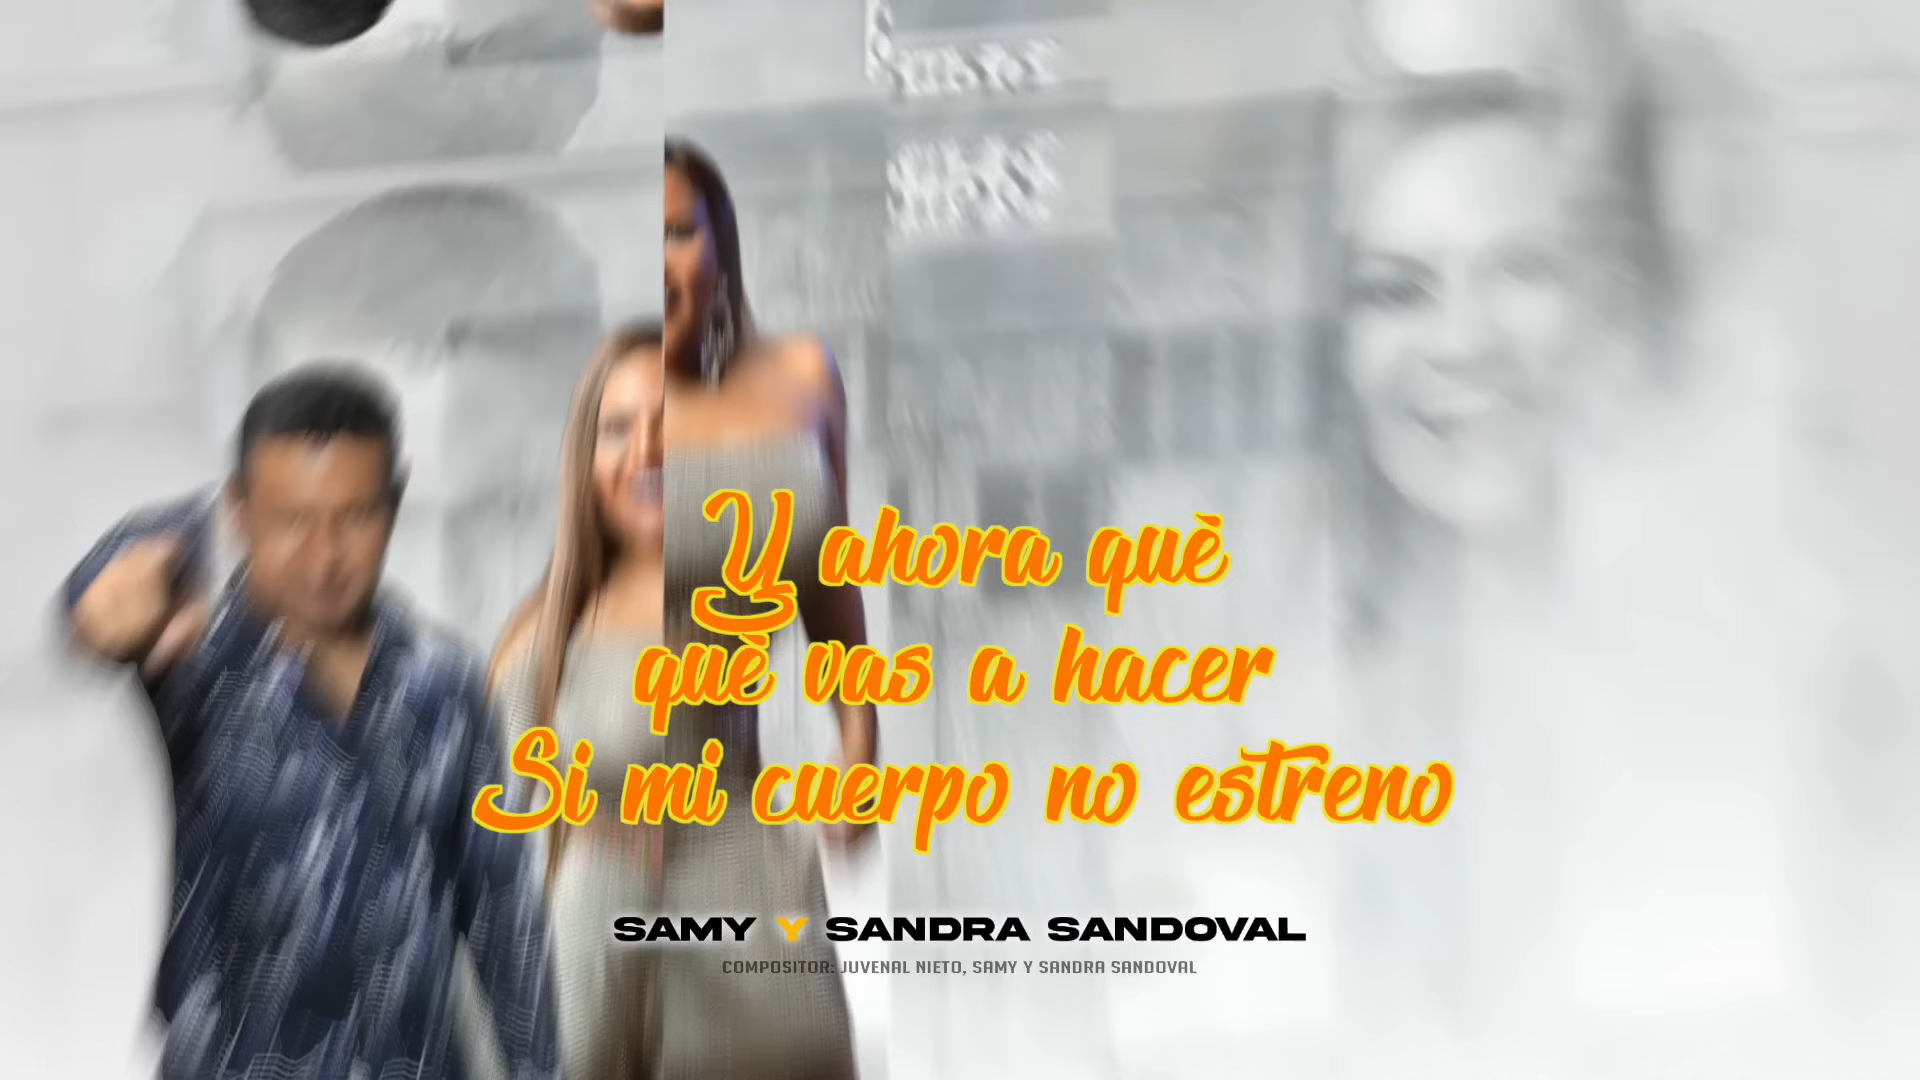 Y ahora què
què vas a hacer
Si mi cuerpo no estreno
SAMY Y SANDRA SANDOVAL
COMPOSITOR: JUVENAL NIETO, SAMY Y SANDRA SANDOVAL